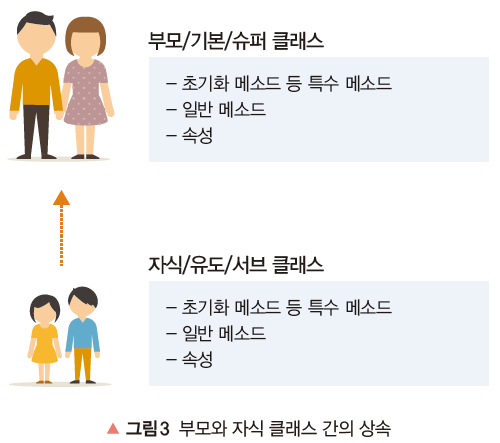 부모/기본/슈퍼 클래스
– 초기화 메소드 등 특수 메소드
– 일반 메소드
– 속성
자식/유도/서브 클래스
– 초기화 메소드 등 특수 메소드
– 일반 메소드
– 속성
▲ 그림 3 부모와 자식 클래스 간의 상속